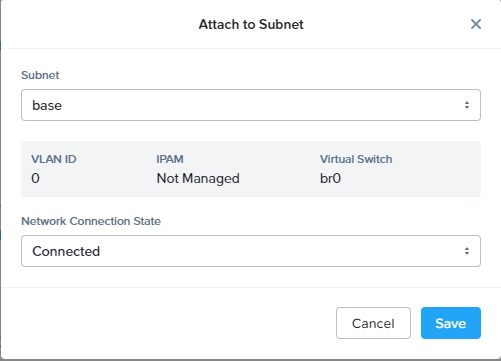 Attach to Subnet
Subnet
base
VLAN ID IPAM Virtual Switch
0 Not Managed br0
Network Connection State
Connected
Cancel Save